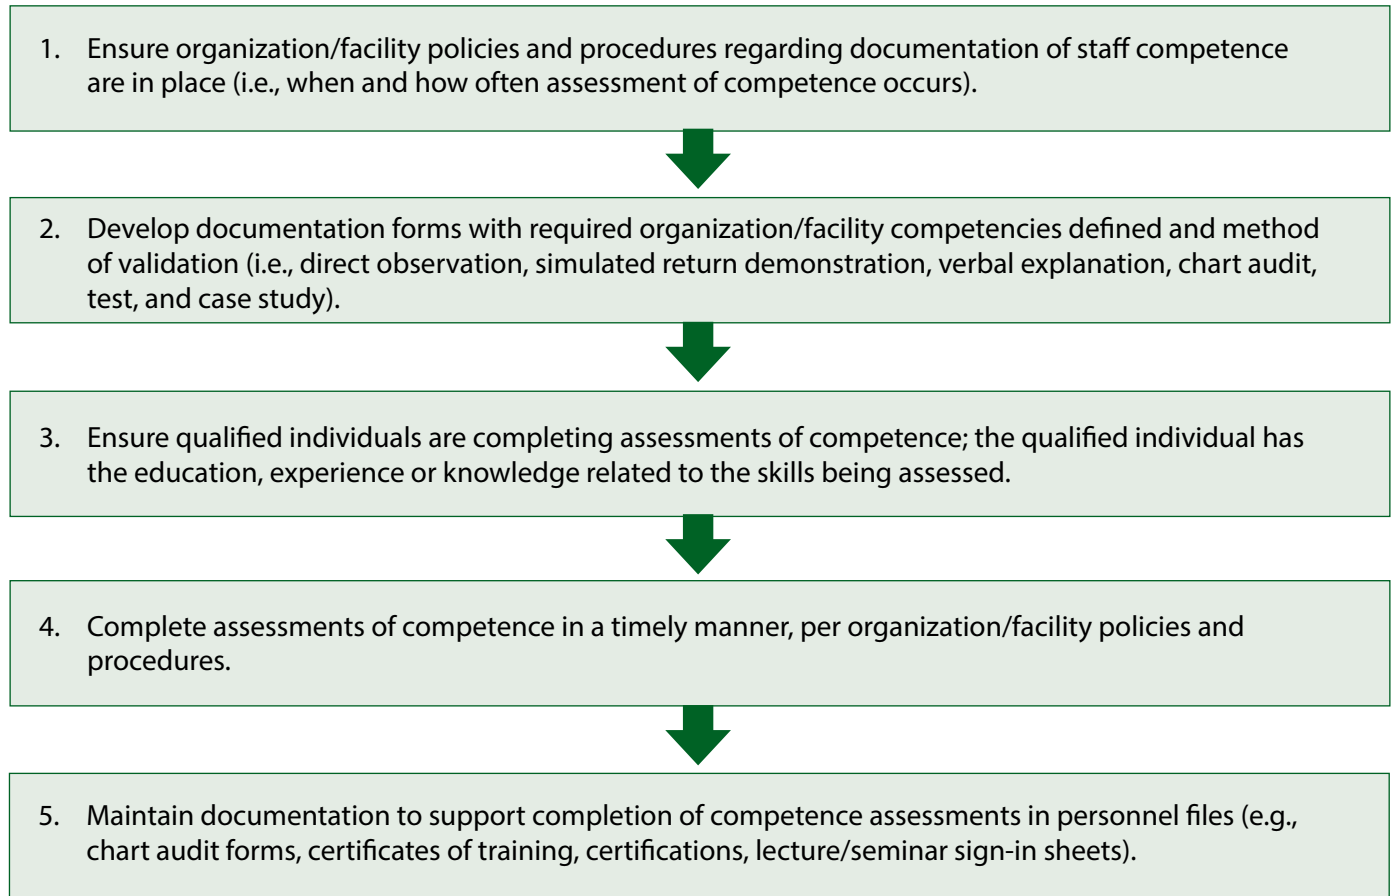 1. Ensure organization/facility policies and procedures regarding documentation of staff competence
are in place (i.e., when and how often assessment of competence occurs).
2. Develop documentation forms with required organization/facility competencies defined and method
of validation (i.e., direct observation, simulated return demonstration, verbal explanation, chart audit,
test, and case study).
3. Ensure qualified individuals are completing assessments of competence; the qualified individual has
the education, experience or knowledge related to the skills being assessed.
4. Complete assessments of competence in a timely manner, per organization/facility policies and
procedures.
5. Maintain documentation to support completion of competence assessments in personnel files (e.g.,
chart audit forms, certificates of training, certifications, lecture/seminar sign-in sheets).